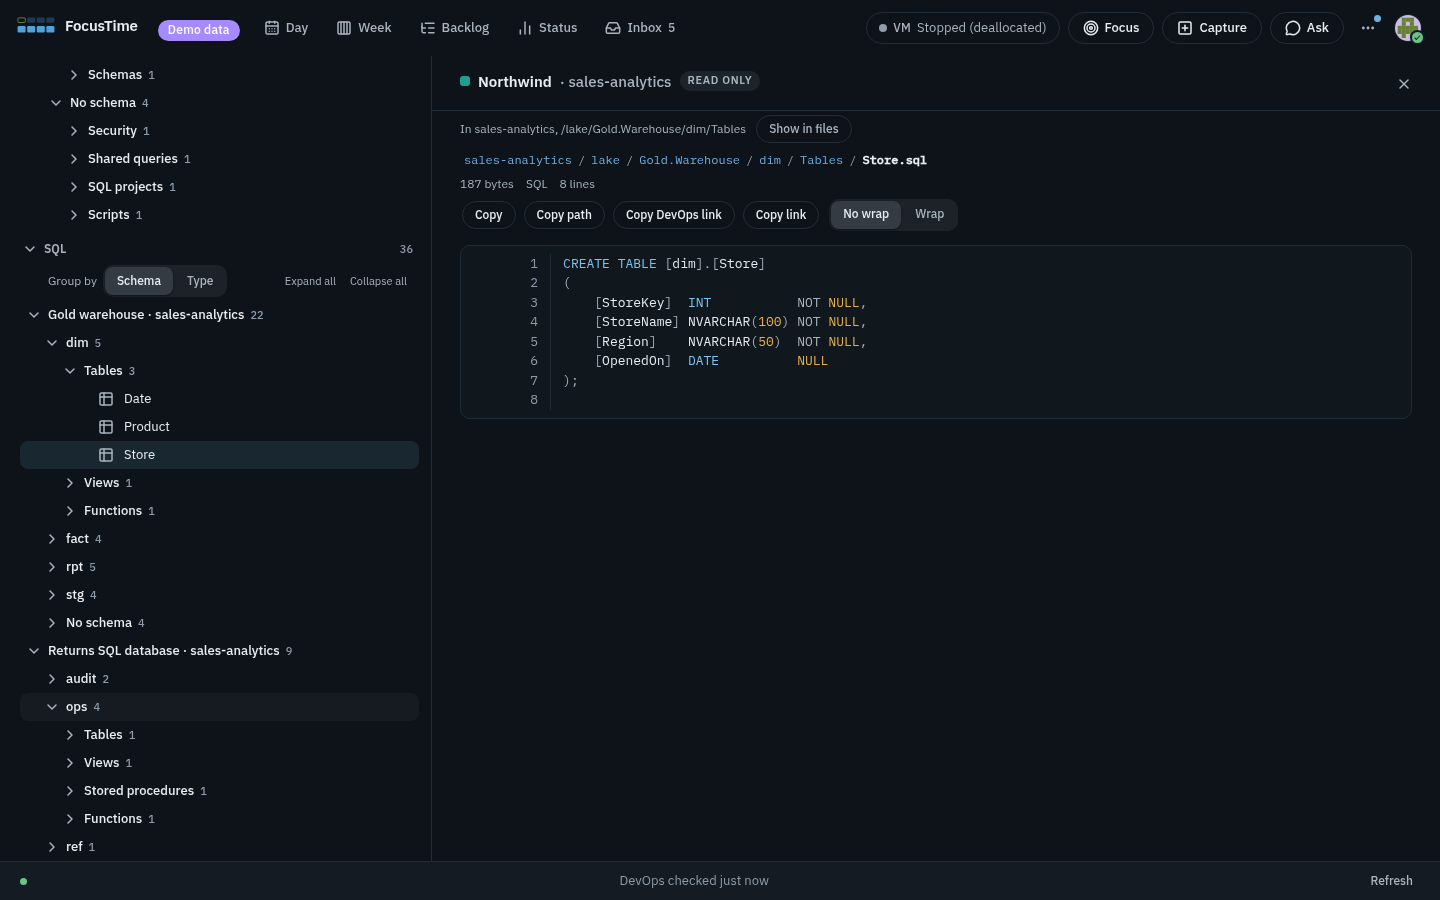 FocusTime
Demo data
Day
Week
Backlog
Status
Inbox 5
VM Stopped (deallocated)
Focus
Capture
Ask
Schemas 1
No schema 4
Security 1
Shared queries 1
SQL projects 1
Scripts 1
SQL 36
Group by Schema Type Expand all Collapse all
Gold warehouse · sales-analytics 22
dim 5
Tables 3
Date
Product
Store
Views 1
Functions 1
fact 4
rpt 5
stg 4
No schema 4
Returns SQL database · sales-analytics 9
audit 2
ops 4
Tables 1
Views 1
Stored procedures 1
Functions 1
ref 1
Northwind · sales-analytics READ ONLY
In sales-analytics, /lake/Gold.Warehouse/dim/Tables Show in files
sales-analytics / lake / Gold.Warehouse / dim / Tables / Store.sql
187 bytes SQL 8 lines
Copy Copy path Copy DevOps link Copy link No wrap Wrap
1 CREATE TABLE [dim].[Store]
2 (
3 [StoreKey] INT NOT NULL,
4 [StoreName] NVARCHAR(100) NOT NULL,
5 [Region] NVARCHAR(50) NOT NULL,
6 [OpenedOn] DATE NULL
7 );
8
DevOps checked just now
Refresh